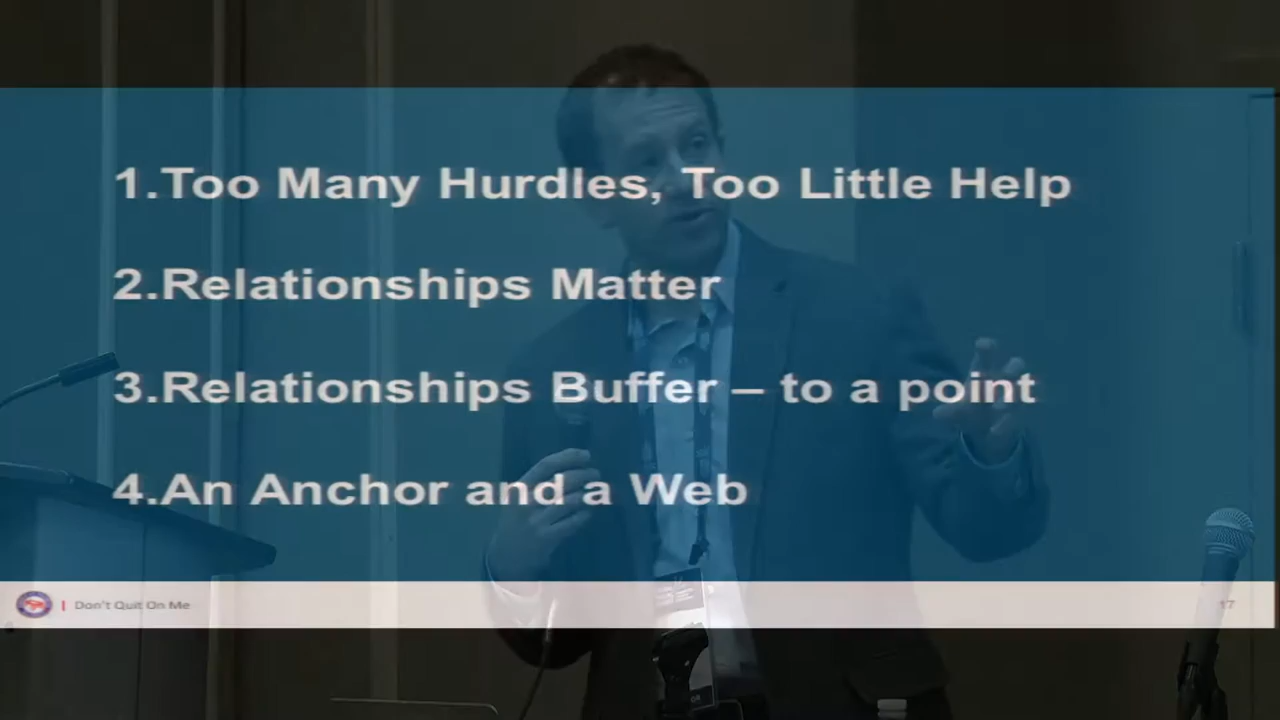 1.Too Many Hurdles, Too Little Help
2.Relationships Matter
3.Relationships Buffer – to a point
4.An Anchor and a Web
Don't Quit On Me
17